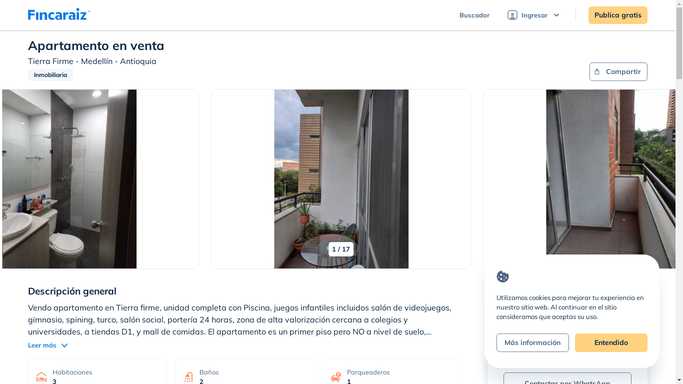 Fincaraiz
Buscador
Ingresar
Publica gratis
Apartamento en venta
Tierra Firme - Medellín - Antioquia
Inmobiliaria
Compartir
1 / 17
Descripción general
Vendo apartamento en Tierra firme, unidad completa con Piscina, juegos infantiles incluidos salón de videojuegos,
gimnasio, spining, turco, salón social, portería 24 horas, zona de alta valorización cercana a colegios y
universidades, a tiendas D1, y mall de comidas. El apartamento es un primer piso pero NO a nivel de suelo,...
Leer más
Habitaciones
3
Baños
2
Parqueaderos
1
Utilizamos cookies para mejorar tu experiencia en
nuestro sitio web. Al continuar en el sitio
consideramos que aceptas su uso.
Más información
Entendido
Contactar por WhatsApp